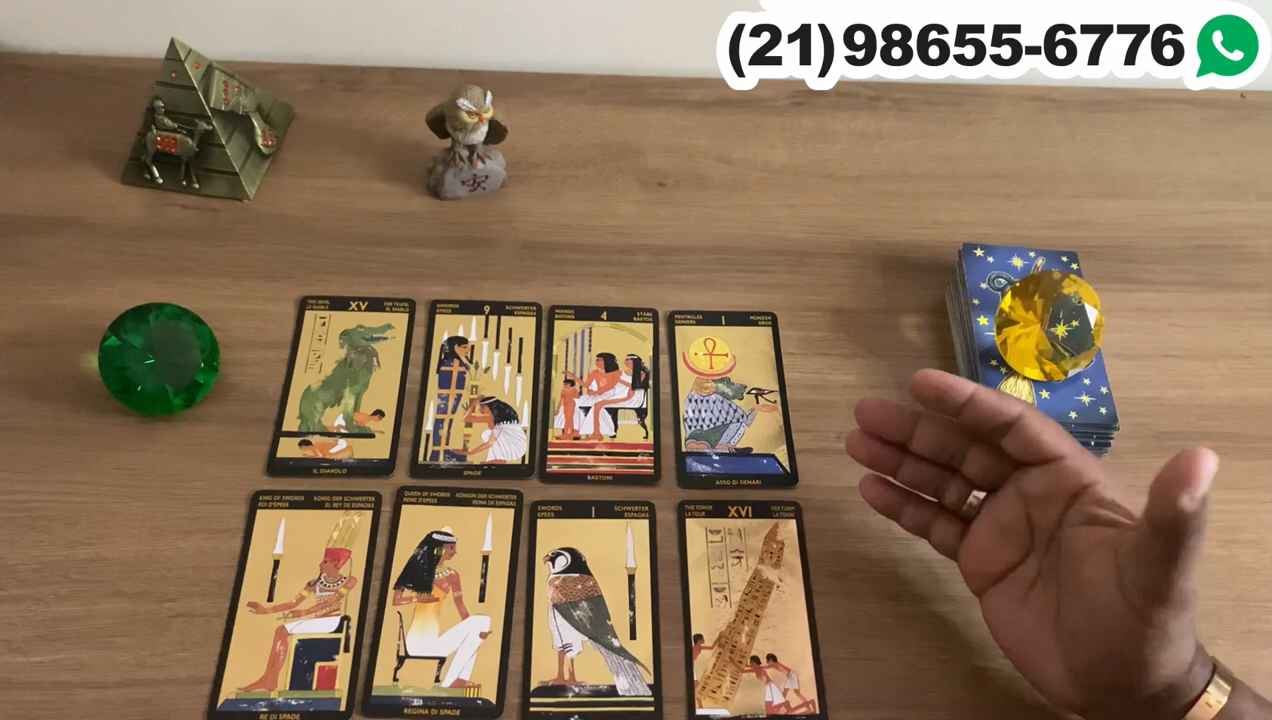 (21)98655-6776
THE DEVIL
LE DIABLE
XV
DER TEUFEL
EL DIABLO
IL DIAVOLO
SWORDS
EPEES
9
SCHWERTER
ESPADAS
SPADE
WANDS
BATONS
4
STÄBE
BASTOS
BASTONI
PENTACLES
DENIERS
I
MÜNZEN
OROS
ASSO DI DENARI
安
KING OF SWORDS
ROI D'EPEES
KÖNIG DER SCHWERTER
EL REY DE ESPADAS
RE DI SPADE
QUEEN OF SWORDS
REINE D'EPEES
KÖNIGIN DER SCHWERTER
REINA DE ESPADAS
REGINA DI SPADE
SWORDS
EPEES
I
SCHWERTER
ESPADAS
THE TOWER
LA TOUR
XVI
DER TURM
LA TORRE